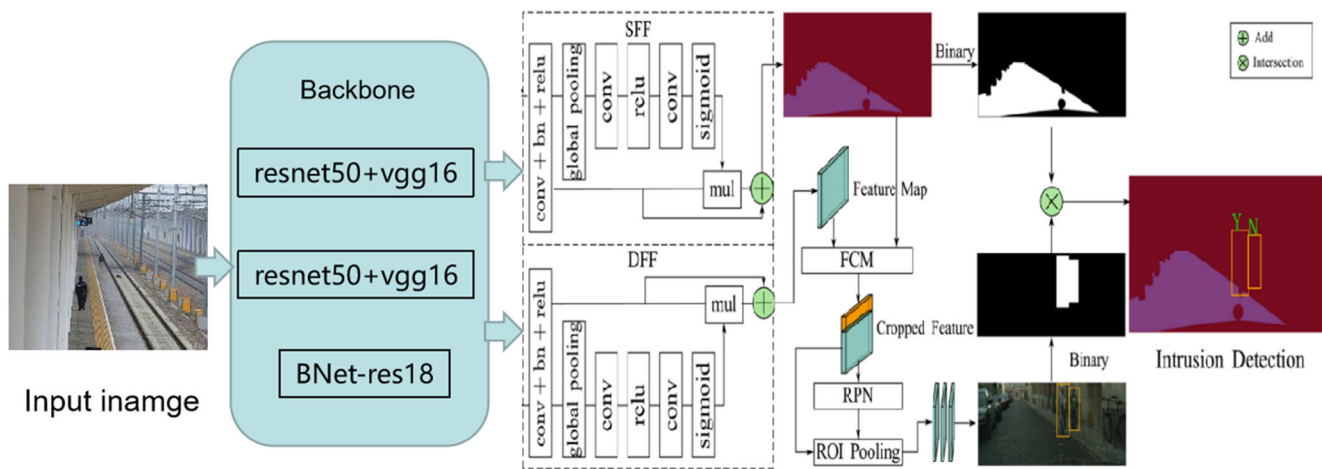 Input inamge
Backbone
resnet50+vgg16
resnet50+vgg16
BNet-res18
SFF
conv + bn + relu
global pooling
conv
relu
conv
sigmoid
mul
DFF
conv + bn + relu
global pooling
conv
relu
conv
sigmoid
mul
Binary
Feature Map
FCM
Cropped Feature
RPN
ROI Pooling
Binary
Add
Intersection
Y N
Intrusion Detection